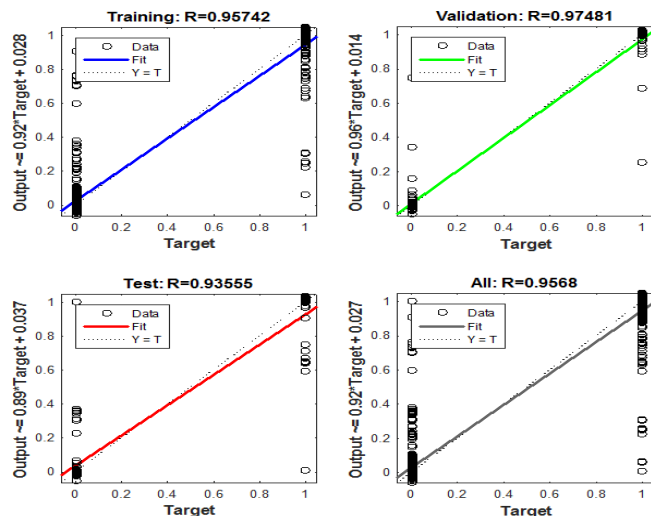 Training: R=0.95742
Output ~= 0.92*Target + 0.028
1
0.8
0.6
0.4
0.2
0
Data
Fit
Y = T
0 0.2 0.4 0.6 0.8 1
Target
Validation: R=0.97481
Output ~= 0.96*Target + 0.014
1
0.8
0.6
0.4
0.2
0
Data
Fit
Y = T
0 0.2 0.4 0.6 0.8 1
Target
Test: R=0.93555
Output ~= 0.89*Target + 0.037
1
0.8
0.6
0.4
0.2
0
Data
Fit
Y = T
0 0.2 0.4 0.6 0.8 1
Target
All: R=0.9568
Output ~= 0.92*Target + 0.027
1
0.8
0.6
0.4
0.2
0
Data
Fit
Y = T
0 0.2 0.4 0.6 0.8 1
Target